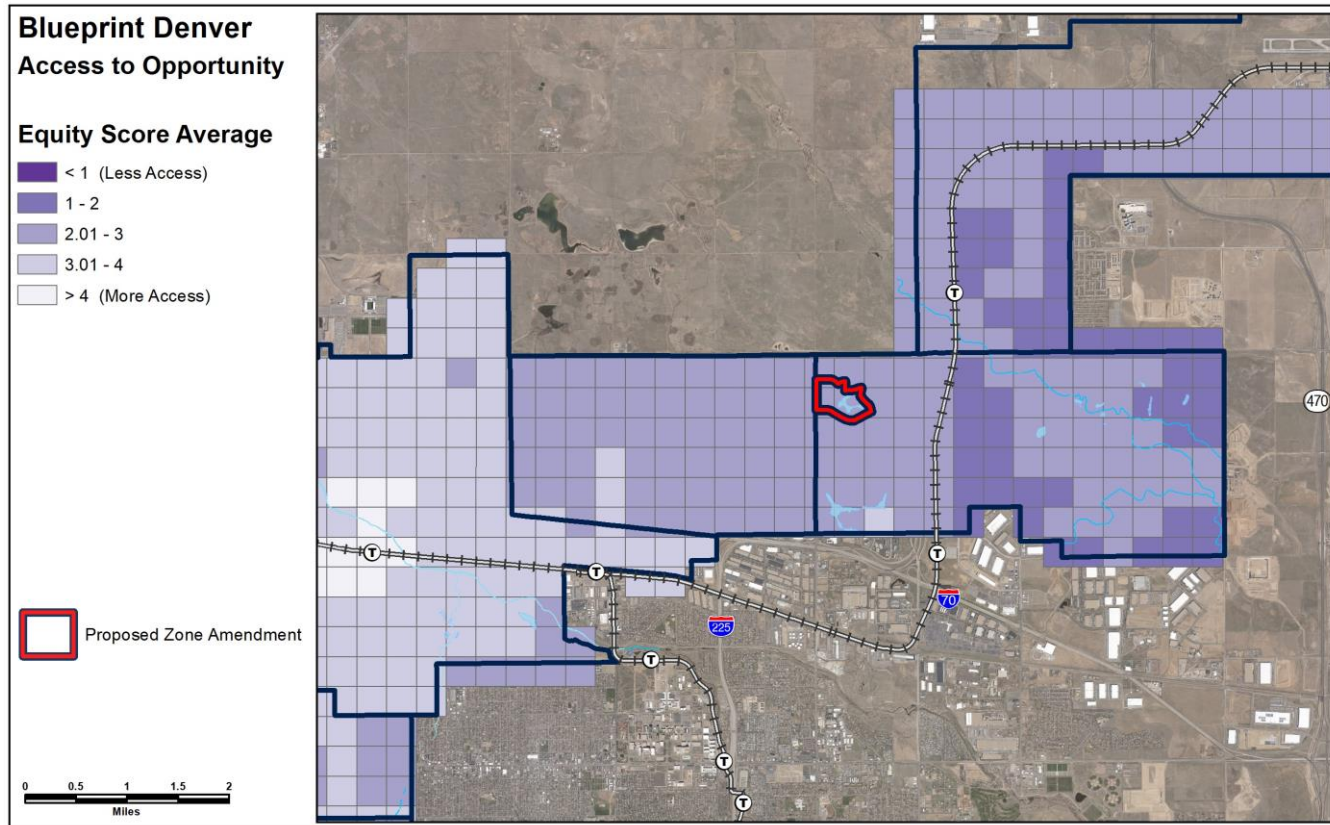 Blueprint Denver
Access to Opportunity
Equity Score Average
< 1 (Less Access)
1 - 2
2.01 - 3
3.01 - 4
> 4 (More Access)
Proposed Zone Amendment
0 0.5 1 1.5 2
Miles
T
470
T
T
T
70
225
T
T
T